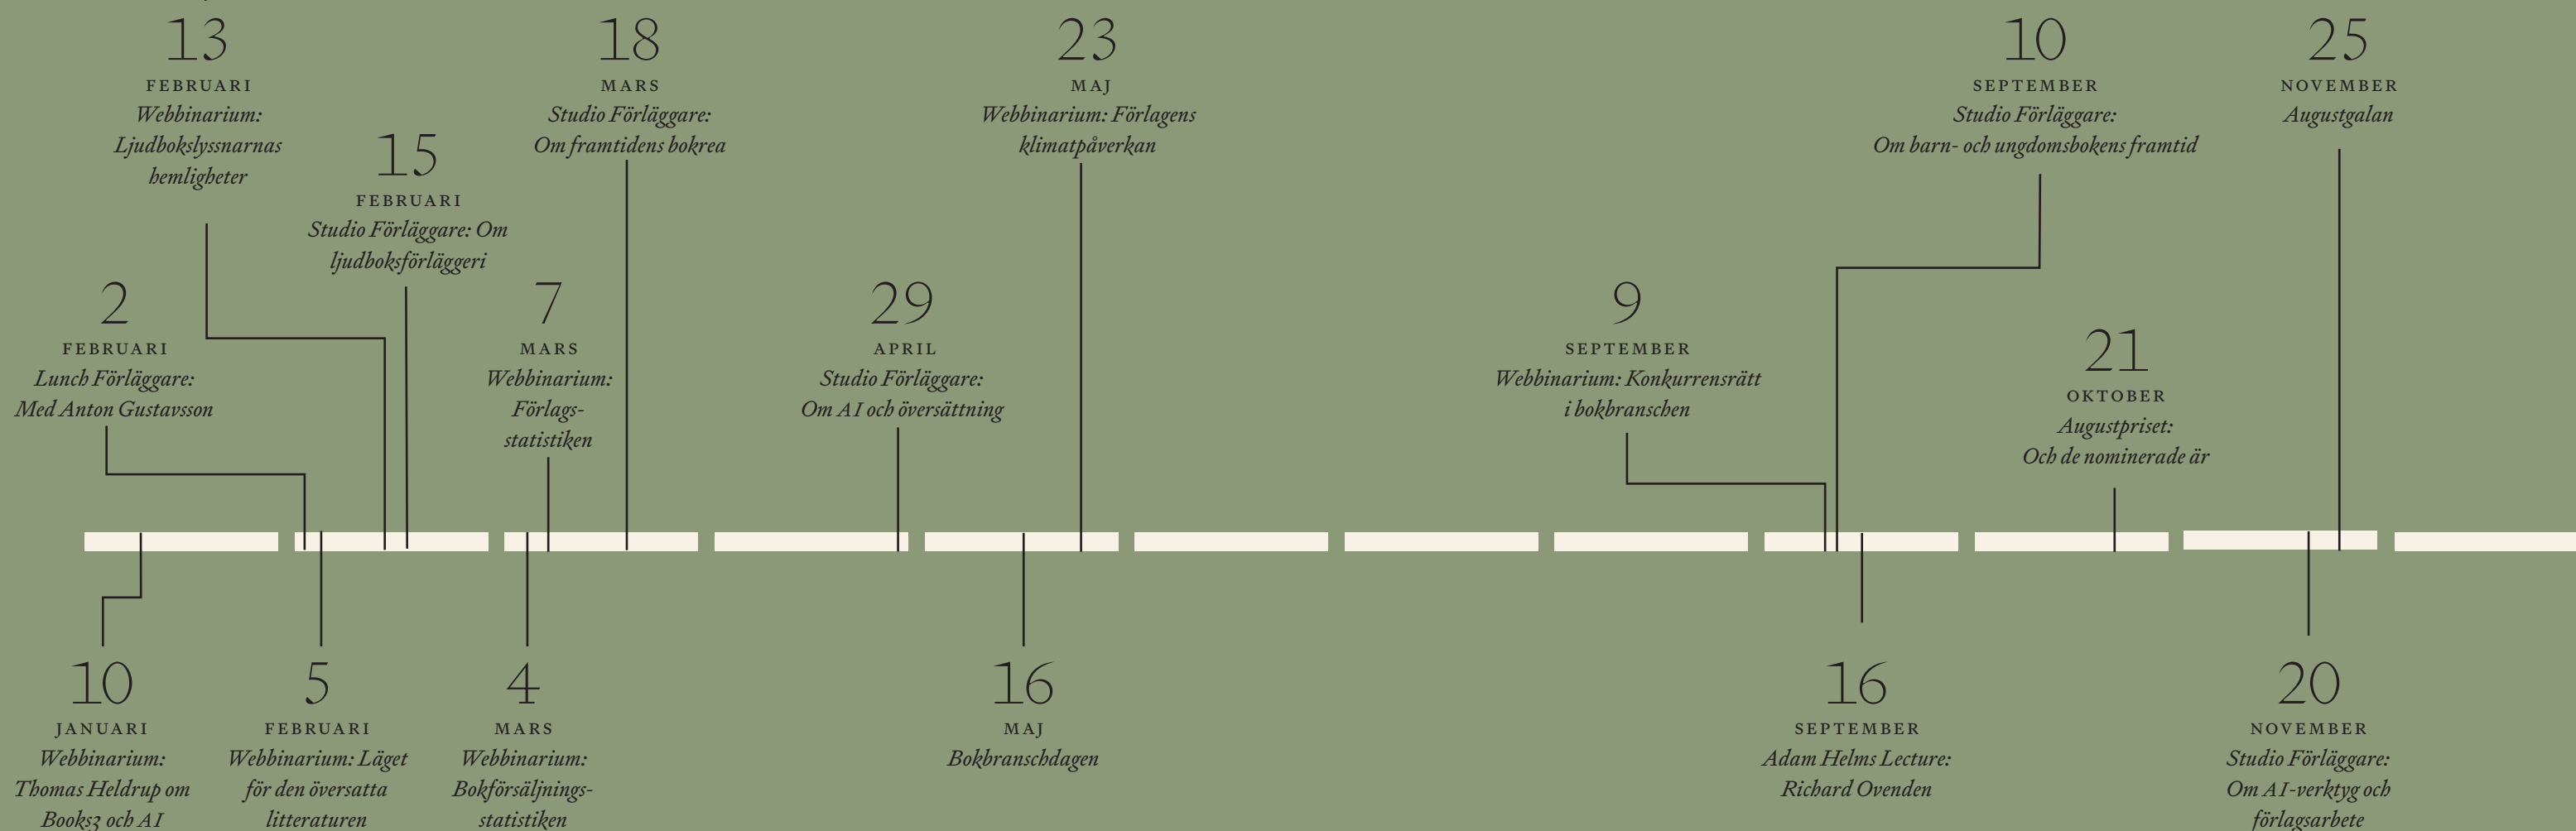 13
FEBRUARI
Webbinarium:
Ljudbokslyssnarnas
hemligheter
15
FEBRUARI
Studio Förläggare: Om
ljudboksförläggeri
18
MARS
Studio Förläggare:
Om framtidens bokrea
23
MAJ
Webbinarium: Förlagens
klimatpåverkan
10
SEPTEMBER
Studio Förläggare:
Om barn- och ungdomsbokens framtid
25
NOVEMBER
Augustgalan
2
FEBRUARI
Lunch Förläggare:
Med Anton Gustavsson
7
MARS
Webbinarium:
Förlags-
statistiken
29
APRIL
Studio Förläggare:
Om AI och översättning
9
SEPTEMBER
Webbinarium: Konkurrensrätt
i bokbranschen
21
OKTOBER
Augustpriset:
Och de nominerade är
10
JANUARI
Webbinarium:
Thomas Heldrup om
Books3 och AI
5
FEBRUARI
Webbinarium: Läget
för den översatta
litteraturen
4
MARS
Webbinarium:
Bokförsäljnings-
statistiken
16
MAJ
Bokbranschdagen
16
SEPTEMBER
Adam Helms Lecture:
Richard Ovenden
20
NOVEMBER
Studio Förläggare:
Om AI-verktyg och
förlagsarbete